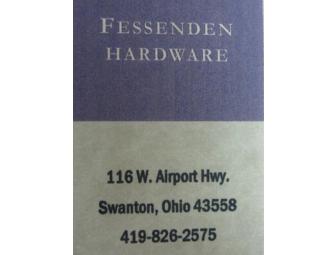 FESSENDEN
HARDWARE
116 W. Airport Hwy.
Swanton, Ohio 43558
419-826-2575